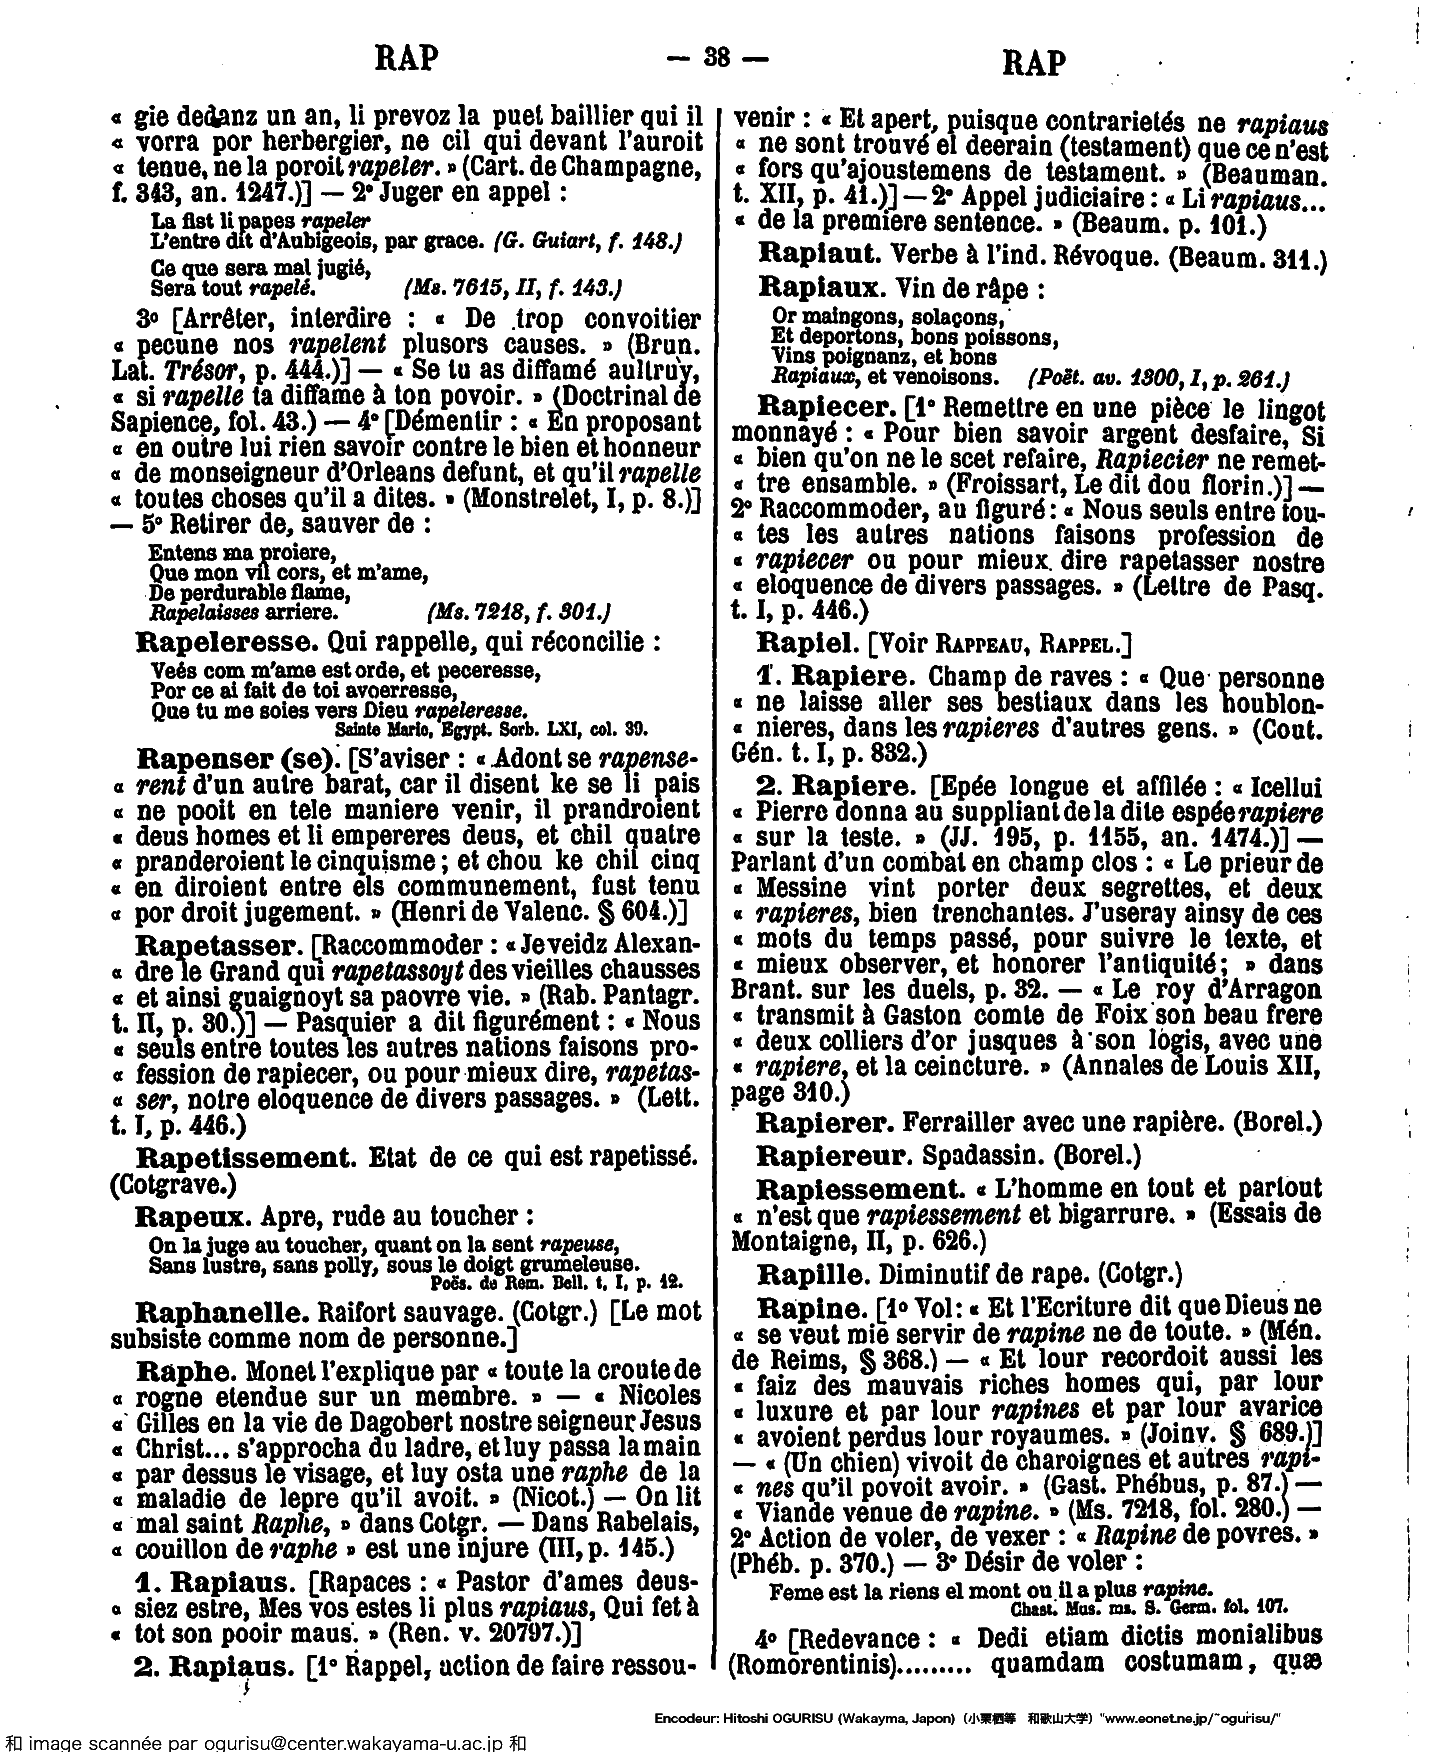 RAP
— 38 —
RAP
« gie dedanz un an, li prevoz la puet baillier qui il
« vorra por herbergier, ne cil qui devant l'auroit
« tenue, ne la poroit rapeler. » (Cart. de Champagne,
f. 343, an. 1247.)] — 2° Juger en appel :
La fist li papes rapeler
L'entre dit d'Aubigeois, par grace. (G. Guiart, f. 148.)
Ce que sera mal jugié,
Sera tout rapelé. (Ms. 7615, II, f. 143.)
3° [Arrêter, interdire : « De trop convoitier
« pecune nos rapelent plusors causes. » (Brun.
Lat. Trésor, p. 444.)] — « Se tu as diffamé aultruy,
« si rapelle ta diffame à ton povoir. » (Doctrinal de
Sapience, fol. 43.) — 4° [Démentir : « En proposant
« en outre lui rien savoir contre le bien et honneur
« de monseigneur d'Orleans defunt, et qu'il rapelle
« toutes choses qu'il a dites. » (Monstrelet, I, p. 8.)]
— 5° Retirer de, sauver de :
Entens ma proiere,
Que mon vil cors, et m'ame,
De perdurable flame,
Rapelaisses arriere. (Ms. 7218, f. 301.)
Rapeleresse. Qui rappelle, qui réconcilie :
Veés com m'ame est orde, et peceresse,
Por ce ai fait de toi avoerresse,
Que tu me soies vers Dieu rapeleresse.
Sainte Marie, Egypt. Sorb. LXI, col. 39.
Rapenser (se). [S'aviser : « Adont se rapense-
« rent d'un autre barat, car il disent ke se li pais
« ne pooit en tele maniere venir, il prandroient
« deus homes et li empereres deus, et chil quatre
« pranderoient le cinquisme ; et chou ke chil cinq
« en diroient entre els communement, fust tenu
« por droit jugement. » (Henri de Valenc. § 604.)]
Rapetasser. [Raccommoder : « Je veidz Alexan-
« dre le Grand qui rapetassoyt des vieilles chausses
« et ainsi guaignoyt sa paovre vie. » (Rab. Pantagr.
t. II, p. 30.)] — Pasquier a dit figurément : « Nous
« seuls entre toutes les autres nations faisons pro-
« fession de rapiecer, ou pour mieux dire, rapetas-
« ser, notre eloquence de divers passages. » (Lett.
t. I, p. 446.)
Rapetissement. Etat de ce qui est rapetissé.
(Cotgrave.)
Rapeux. Apre, rude au toucher :
On la juge au toucher, quant on la sent rapeuse,
Sans lustre, sans polly, sous le doigt grumeleuse.
Poës. de Rem. Bell. t. I, p. 12.
Raphanelle. Raifort sauvage. (Cotgr.) [Le mot
subsiste comme nom de personne.]
Raphe. Monet l'explique par « toute la croute de
« rogne etendue sur un membre. » — « Nicoles
« Gilles en la vie de Dagobert nostre seigneur Jesus
« Christ... s'approcha du ladre, et luy passa la main
« par dessus le visage, et luy osta une raphe de la
« maladie de lepre qu'il avoit. » (Nicot.) — On lit
« mal saint Raphe, » dans Cotgr. — Dans Rabelais,
« couillon de raphe » est une injure (III, p. 145.)
1. Rapiaus. [Rapaces : « Pastor d'ames deus-
« siez estre, Mes vos estes li plus rapiaus, Qui fet à
« tot son pooir maus. » (Ren. v. 20797.)]
2. Rapiaus. [1° Rappel, action de faire ressou-
venir : « Et apert, puisque contrarietés ne rapiaus
« ne sont trouvé el deerain (testament) que ce n'est
« fors qu'ajoustemens de testament. » (Beauman.
t. XII, p. 41.)] — 2° Appel judiciaire : « Li rapiaus...
« de la premiere sentence. » (Beaum. p. 101.)
Rapiaut. Verbe à l'ind. Révoque. (Beaum. 311.)
Rapiaux. Vin de râpe :
Or maingons, solaçons,
Et deportons, bons poissons,
Vins poignanz, et bons
Rapiaux, et venoisons. (Poët. av. 1300, I, p. 261.)
Rapiecer. [1° Remettre en une pièce le lingot
monnayé : « Pour bien savoir argent desfaire, Si
« bien qu'on ne le scet refaire, Rapiecier ne remet-
« tre ensamble. » (Froissart, Le dit dou florin.)] —
2° Raccommoder, au figuré : « Nous seuls entre tou-
« tes les autres nations faisons profession de
« rapiecer ou pour mieux dire rapetasser nostre
« eloquence de divers passages. » (Lettre de Pasq.
t. I, p. 446.)
Rapiel. [Voir RAPPEAU, RAPPEL.]
1. Rapiere. Champ de raves : « Que personne
« ne laisse aller ses bestiaux dans les houblon-
« nieres, dans les rapieres d'autres gens. » (Cout.
Gén. t. I, p. 832.)
2. Rapiere. [Epée longue et affilée : « Icellui
« Pierre donna au suppliant de la dite espée rapiere
« sur la teste. » (JJ. 195, p. 1155, an. 1474.)] —
Parlant d'un combat en champ clos : « Le prieur de
« Messine vint porter deux segrettes, et deux
« rapieres, bien trenchantes. J'useray ainsy de ces
« mots du temps passé, pour suivre le texte, et
« mieux observer, et honorer l'antiquité ; » dans
Brant. sur les duels, p. 32. — « Le roy d'Arragon
« transmit à Gaston comte de Foix son beau frere
« deux colliers d'or jusques à son logis, avec une
« rapiere, et la ceincture. » (Annales de Louis XII,
page 310.)
Rapierer. Ferrailler avec une rapière. (Borel.)
Rapiereur. Spadassin. (Borel.)
Rapiessement. « L'homme en tout et partout
« n'est que rapiessement et bigarrure. » (Essais de
Montaigne, II, p. 626.)
Rapille. Diminutif de rape. (Cotgr.)
Rapine. [1° Vol : « Et l'Ecriture dit que Dieus ne
« se veut mie servir de rapine ne de toute. » (Mén.
de Reims, § 368.) — « Et lour recordoit aussi les
« faiz des mauvais riches homes qui, par lour
« luxure et par lour rapines et par lour avarice
« avoient perdus lour royaumes. » (Joinv. § 689.)]
— « (Un chien) vivoit de charoignes et autres rapi-
« nes qu'il povoit avoir. » (Gast. Phébus, p. 87.) —
« Viande venue de rapine. » (Ms. 7218, fol. 280.) —
2° Action de voler, de vexer : « Rapine de povres. »
(Phéb. p. 370.) — 3° Désir de voler :
Feme est la riens el mont ou il a plus rapine.
Chast. Mus. ms. S. Germ. fol. 107.
4° [Redevance : « Dedi etiam dictis monialibus
(Romorentinis)......... quamdam costumam, quæ
Encodeur: Hitoshi OGURISU (Wakayma, Japon) (小栗栖等 和歌山大学) "www.eonet.ne.jp/~ogurisu/"
和 image scannée par ogurisu@center.wakayama-u.ac.jp 和